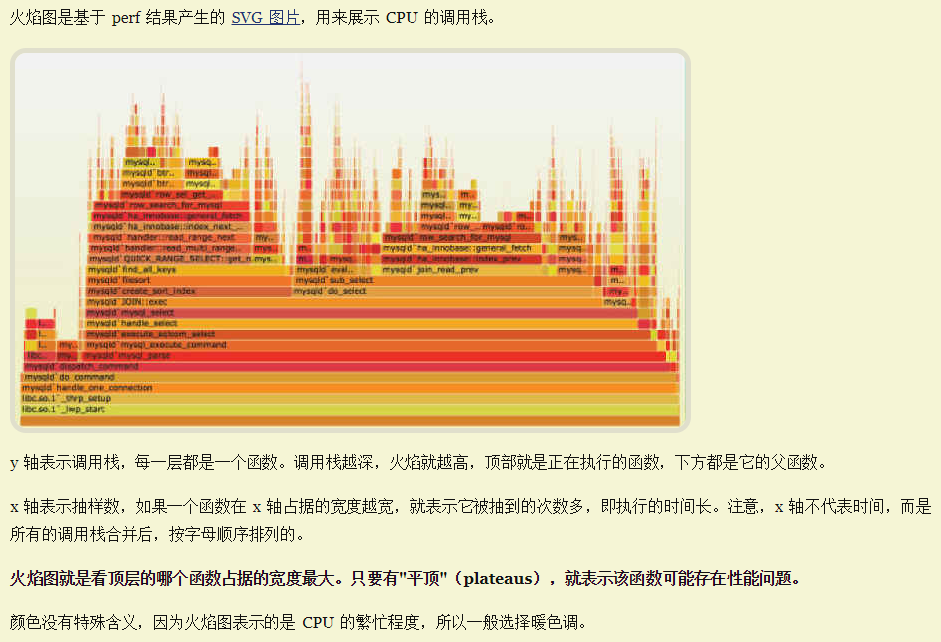 火焰图是基于 perf 结果产生的 SVG 图片，用来展示 CPU 的调用栈。
mysql..
mysq..
mysqld`btr..
mysql..
mysqld`btr..
mysql..
mysqld`row_sel_get_...
mys..
m..
mysqld`row_search_for_mysql
mysql..
my..
mysqld`ha_innobase::general_fetch
mysql..
my..
m..
mysqld`ha_innobase::index_next_...
mysqld`row_..
mysqld`ro...
mysqld`handler::read_range_next
my...
mysqld`row_search_for_mysql
mys..
mysqld`handler::read_multi_range..
mys..
m..
mysq..
mysqld`ha_innobase::general_fetch
mysq..
mysqld`QUICK_RANGE_SELECT::get_n..
mys..
m..
mysq..
mysqld`ha_innobase::index_prev
mysq..
mysqld`find_all_keys
mysqld`eval..
mysqld`join_read_prev
mysq..
m..
mysqld`filesort
mysqld`sub_select
m...
mysqld`create_sort_index
mysqld`do_select
my...
mysqld`JOIN::exec
mysq..
mysqld`mysql_select
l..
mysqld`handle_select
l..
mysqld`execute_sqlcom_select
l..
my...
mysqld`mysql_execute_command
libc..
my...
mysqld`mysql_parse
mysqld`dispatch_command
mysqld`do_command
mysqld`handle_one_connection
libc.so.1`_thrp_setup
libc.so.1`_lwp_start
y 轴表示调用栈，每一层都是一个函数。调用栈越深，火焰就越高，顶部就是正在执行的函数，下方都是它的父函数。
x 轴表示抽样数，如果一个函数在 x 轴占据的宽度越宽，就表示它被抽到的次数多，即执行的时间长。注意，x 轴不代表时间，而是
所有的调用栈合并后，按字母顺序排列的。
火焰图就是看顶层的哪个函数占据的宽度最大。只要有"平顶"（plateaus），就表示该函数可能存在性能问题。
颜色没有特殊含义，因为火焰图表示的是 CPU 的繁忙程度，所以一般选择暖色调。